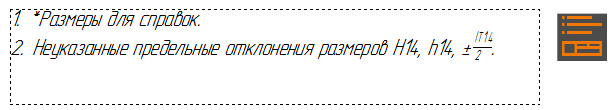 1. *Размеры для справок.
2. Неуказанные предельные отклонения размеров H14, h14, ±IT14/2.